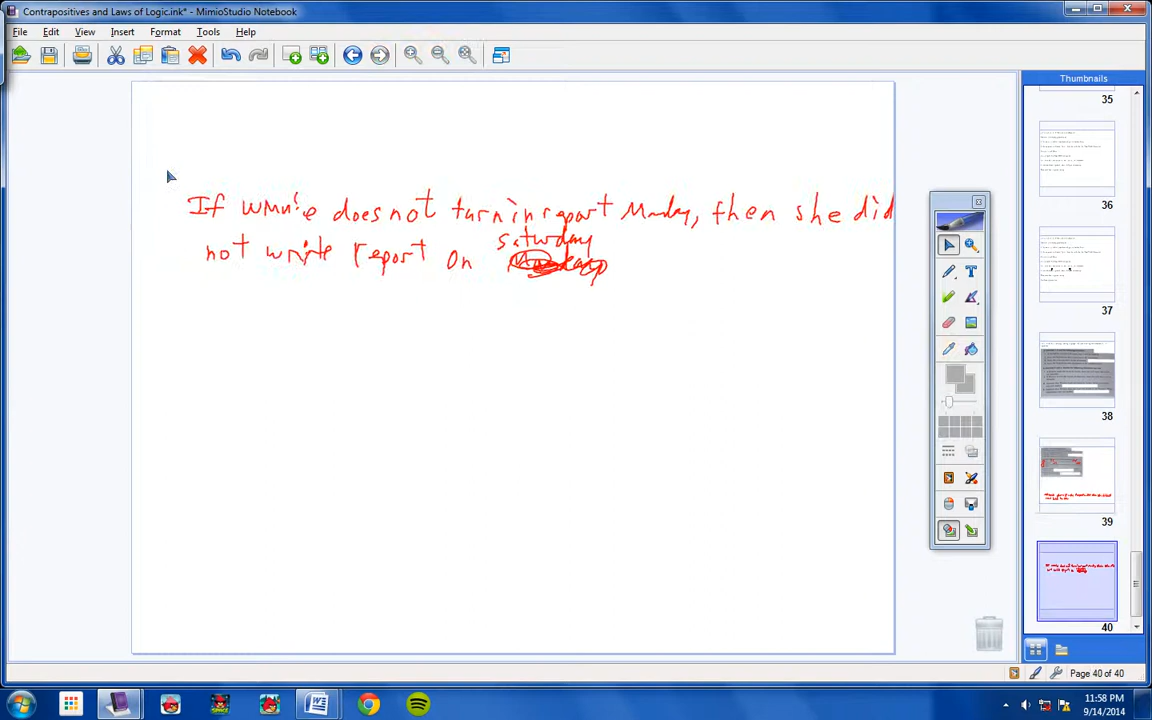 Contrapositives and Laws of Logic.ink* - MimioStudio Notebook
File Edit View Insert Format Tools Help
Thumbnails
35
36
37
38
39
40
If does not turn in report Monday, then she did
not write report on Saturday
Page 40 of 40
11:58 PM
9/14/2014